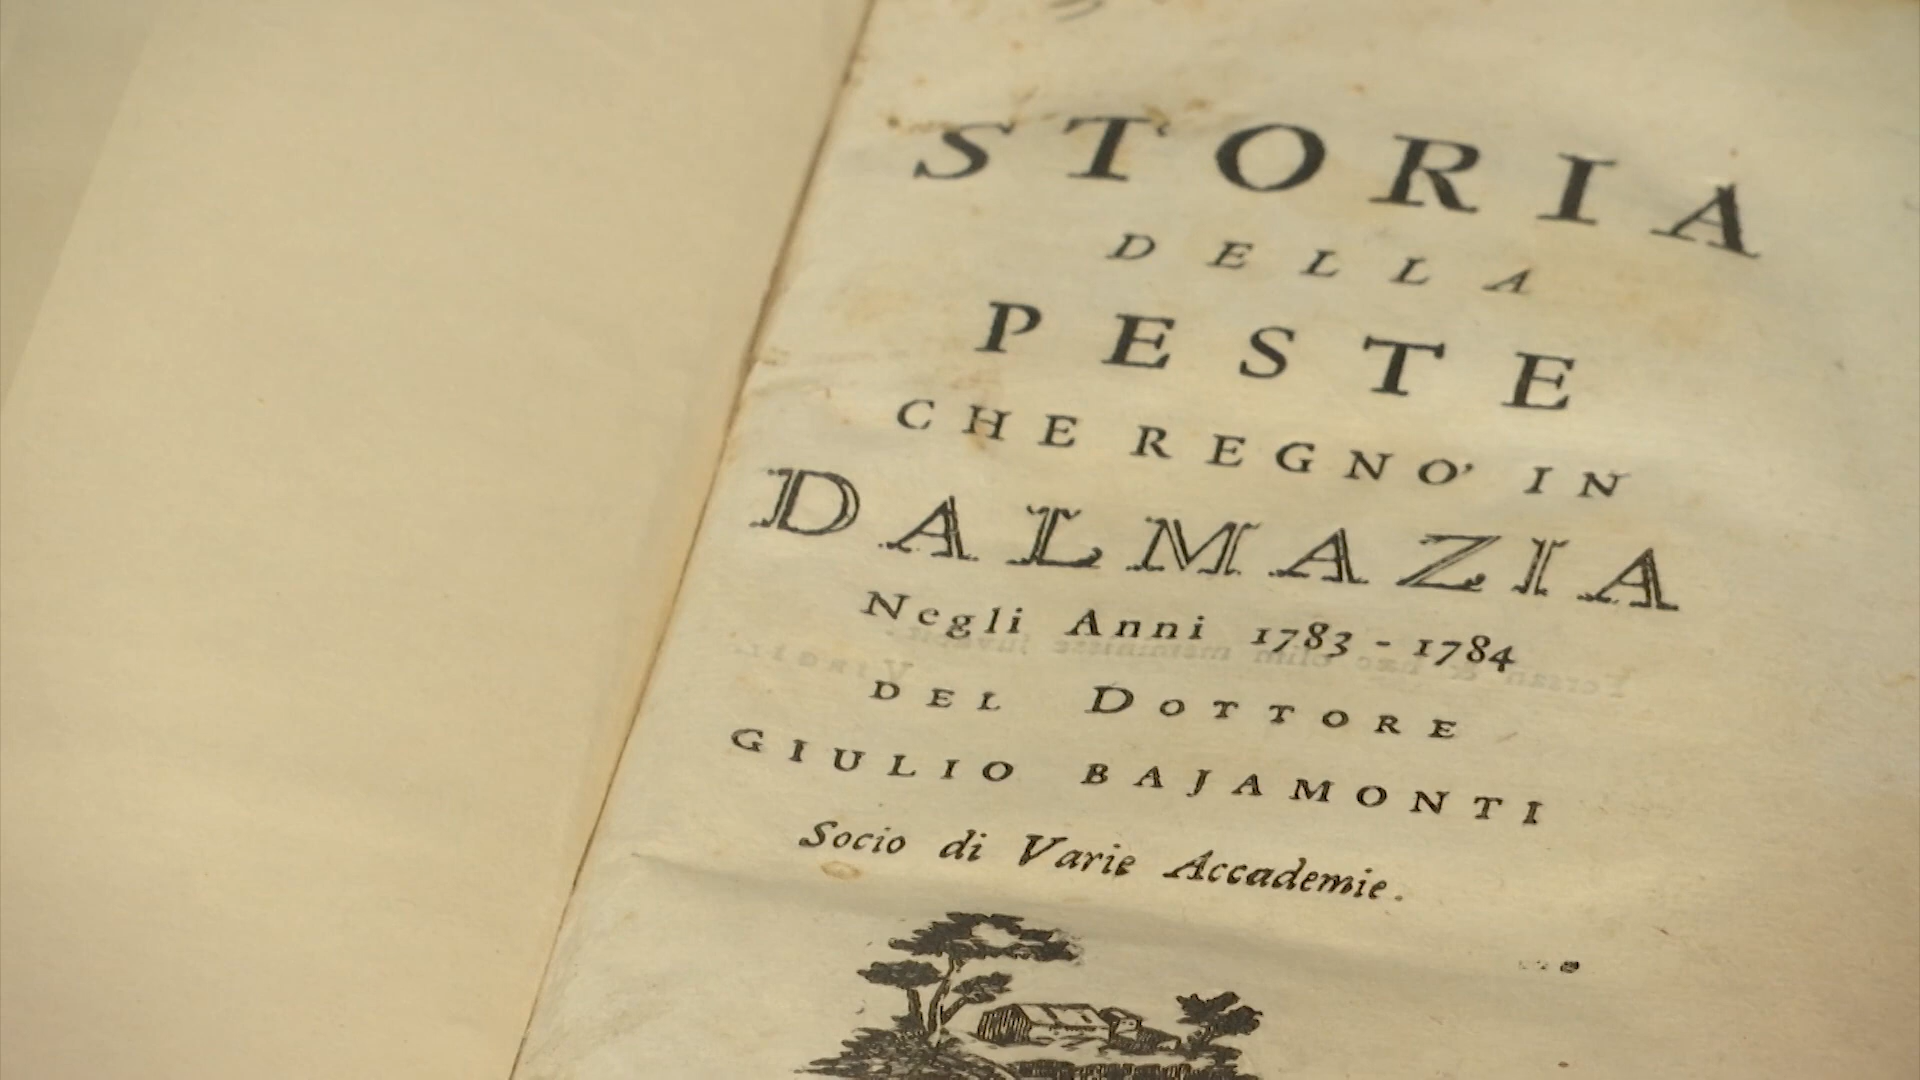 STORIA
DELLA
PESTE
CHE REGNO' IN
DALMAZIA
Negli Anni 1783 - 1784
DEL DOTTORE
GIULIO BAJAMONTI
Socio di Varie Accademie.